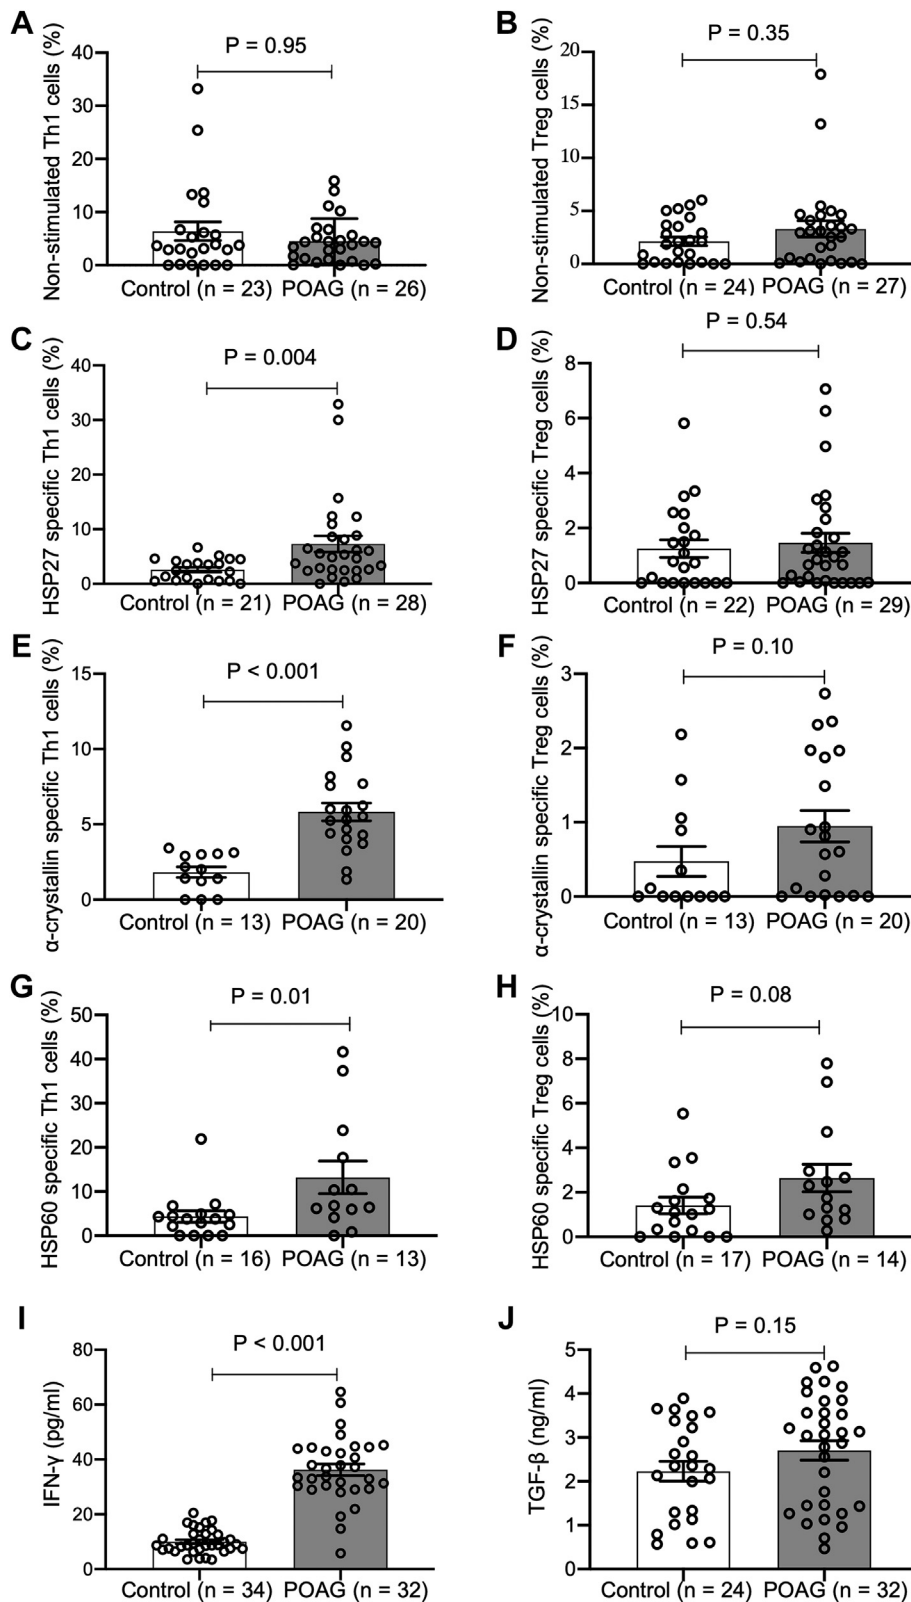 A
Non-stimulated Th1 cells (%)
P = 0.95
40
30
20
10
0
Control (n = 23) POAG (n = 26)
B
Non-stimulated Treg cells (%)
P = 0.35
20
15
10
5
0
Control (n = 24) POAG (n = 27)
C
HSP27 specific Th1 cells (%)
P = 0.004
40
30
20
10
0
Control (n = 21) POAG (n = 28)
D
HSP27 specific Treg cells (%)
P = 0.54
8
6
4
2
0
Control (n = 22) POAG (n = 29)
E
α-crystallin specific Th1 cells (%)
P < 0.001
15
10
5
0
Control (n = 13) POAG (n = 20)
F
α-crystallin specific Treg cells (%)
P = 0.10
3
2
1
0
Control (n = 13) POAG (n = 20)
G
HSP60 specific Th1 cells (%)
P = 0.01
50
40
30
20
10
0
Control (n = 16) POAG (n = 13)
H
HSP60 specific Treg cells (%)
P = 0.08
10
8
6
4
2
0
Control (n = 17) POAG (n = 14)
I
IFN-γ (pg/ml)
P < 0.001
80
60
40
20
0
Control (n = 34) POAG (n = 32)
J
TGF-β (ng/ml)
P = 0.15
5
4
3
2
1
0
Control (n = 24) POAG (n = 32)